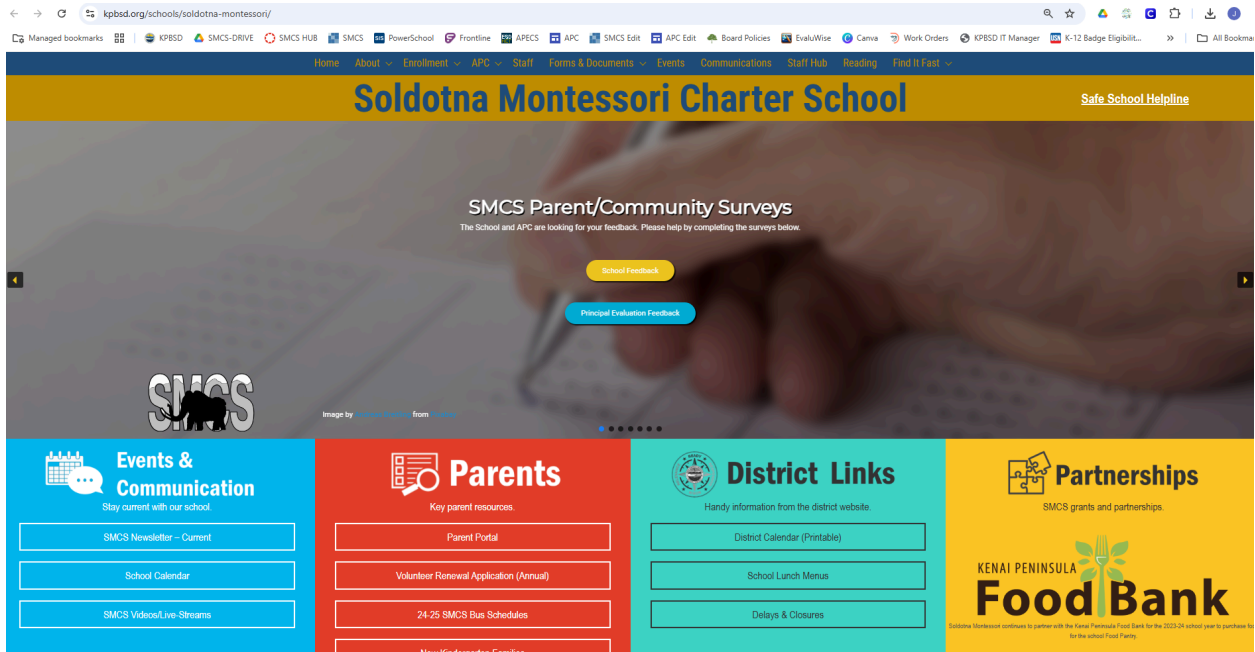 kpbsd.org/schools/soldotna-montessori/
Managed bookmarks KPBSD SMCS-DRIVE SMCS HUB SMCS PowerSchool Frontline APECS APC SMCS Edit APC Edit Board Policies EvaluWise Canva Work Orders KPBSD IT Manager K-12 Badge Eligibilit... » All Bookma
Home About Enrollment APC Staff Forms & Documents Events Communications Staff Hub Reading Find It Fast
Soldotna Montessori Charter School
Safe School Helpline
SMCS Parent/Community Surveys
The School and APC are looking for your feedback. Please help by completing the surveys below.
School Feedback
Principal Evaluation Feedback
SMCS
Image by from
Events &
Communication
Stay current with our school.
SMCS Newsletter – Current
School Calendar
SMCS Videos/Live-Streams
Parents
Key parent resources.
Parent Portal
Volunteer Renewal Application (Annual)
24-25 SMCS Bus Schedules
New Kindergarten Families
District Links
Handy information from the district website.
District Calendar (Printable)
School Lunch Menus
Delays & Closures
Partnerships
SMCS grants and partnerships.
KENAI PENINSULA
Food Bank
Soldotna Montessori continues to partner with the Kenai Peninsula Food Bank for the 2023-24 school year to purchase
for the school Food Pantry.